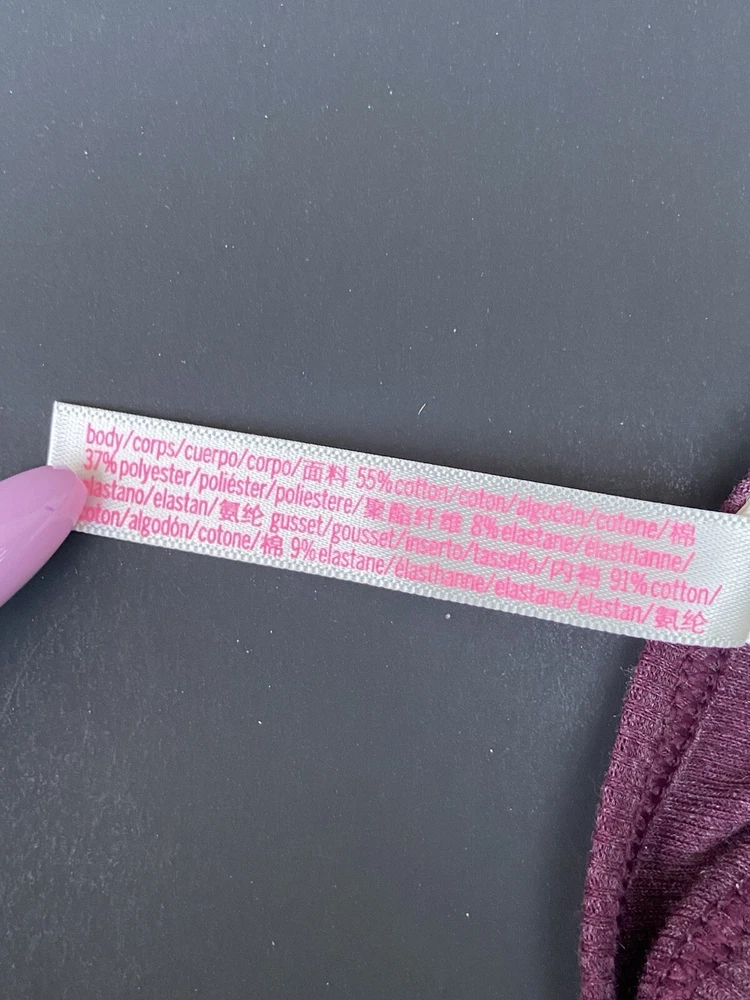 body/corps/cuerpo/corpo/面料 55%cotton/coton/algodón/cotone/棉
37%polyester/poliéster/poliestere/聚酯纤维 8%elastane/élasthanne/
elastano/elastan/氨纶 gusset/gousset/inserto/tassello/内裆 91%cotton/
coton/algodón/cotone/棉 9%elastane/élasthanne/elastano/elastan/氨纶